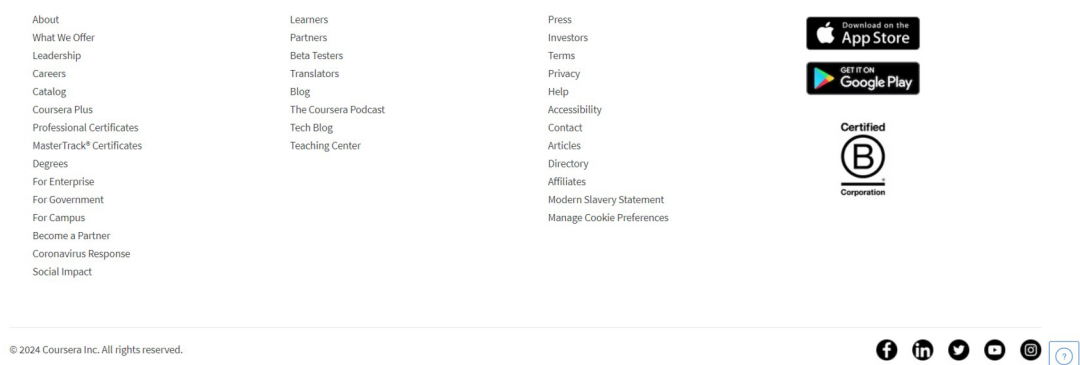 About
What We Offer
Leadership
Careers
Catalog
Coursera Plus
Professional Certificates
MasterTrack® Certificates
Degrees
For Enterprise
For Government
For Campus
Become a Partner
Coronavirus Response
Social Impact
Learners
Partners
Beta Testers
Translators
Blog
The Coursera Podcast
Tech Blog
Teaching Center
Press
Investors
Terms
Privacy
Help
Accessibility
Contact
Articles
Directory
Affiliates
Modern Slavery Statement
Manage Cookie Preferences
Download on the
App Store
GET IT ON
Google Play
Certified
B
Corporation
© 2024 Coursera Inc. All rights reserved.
?